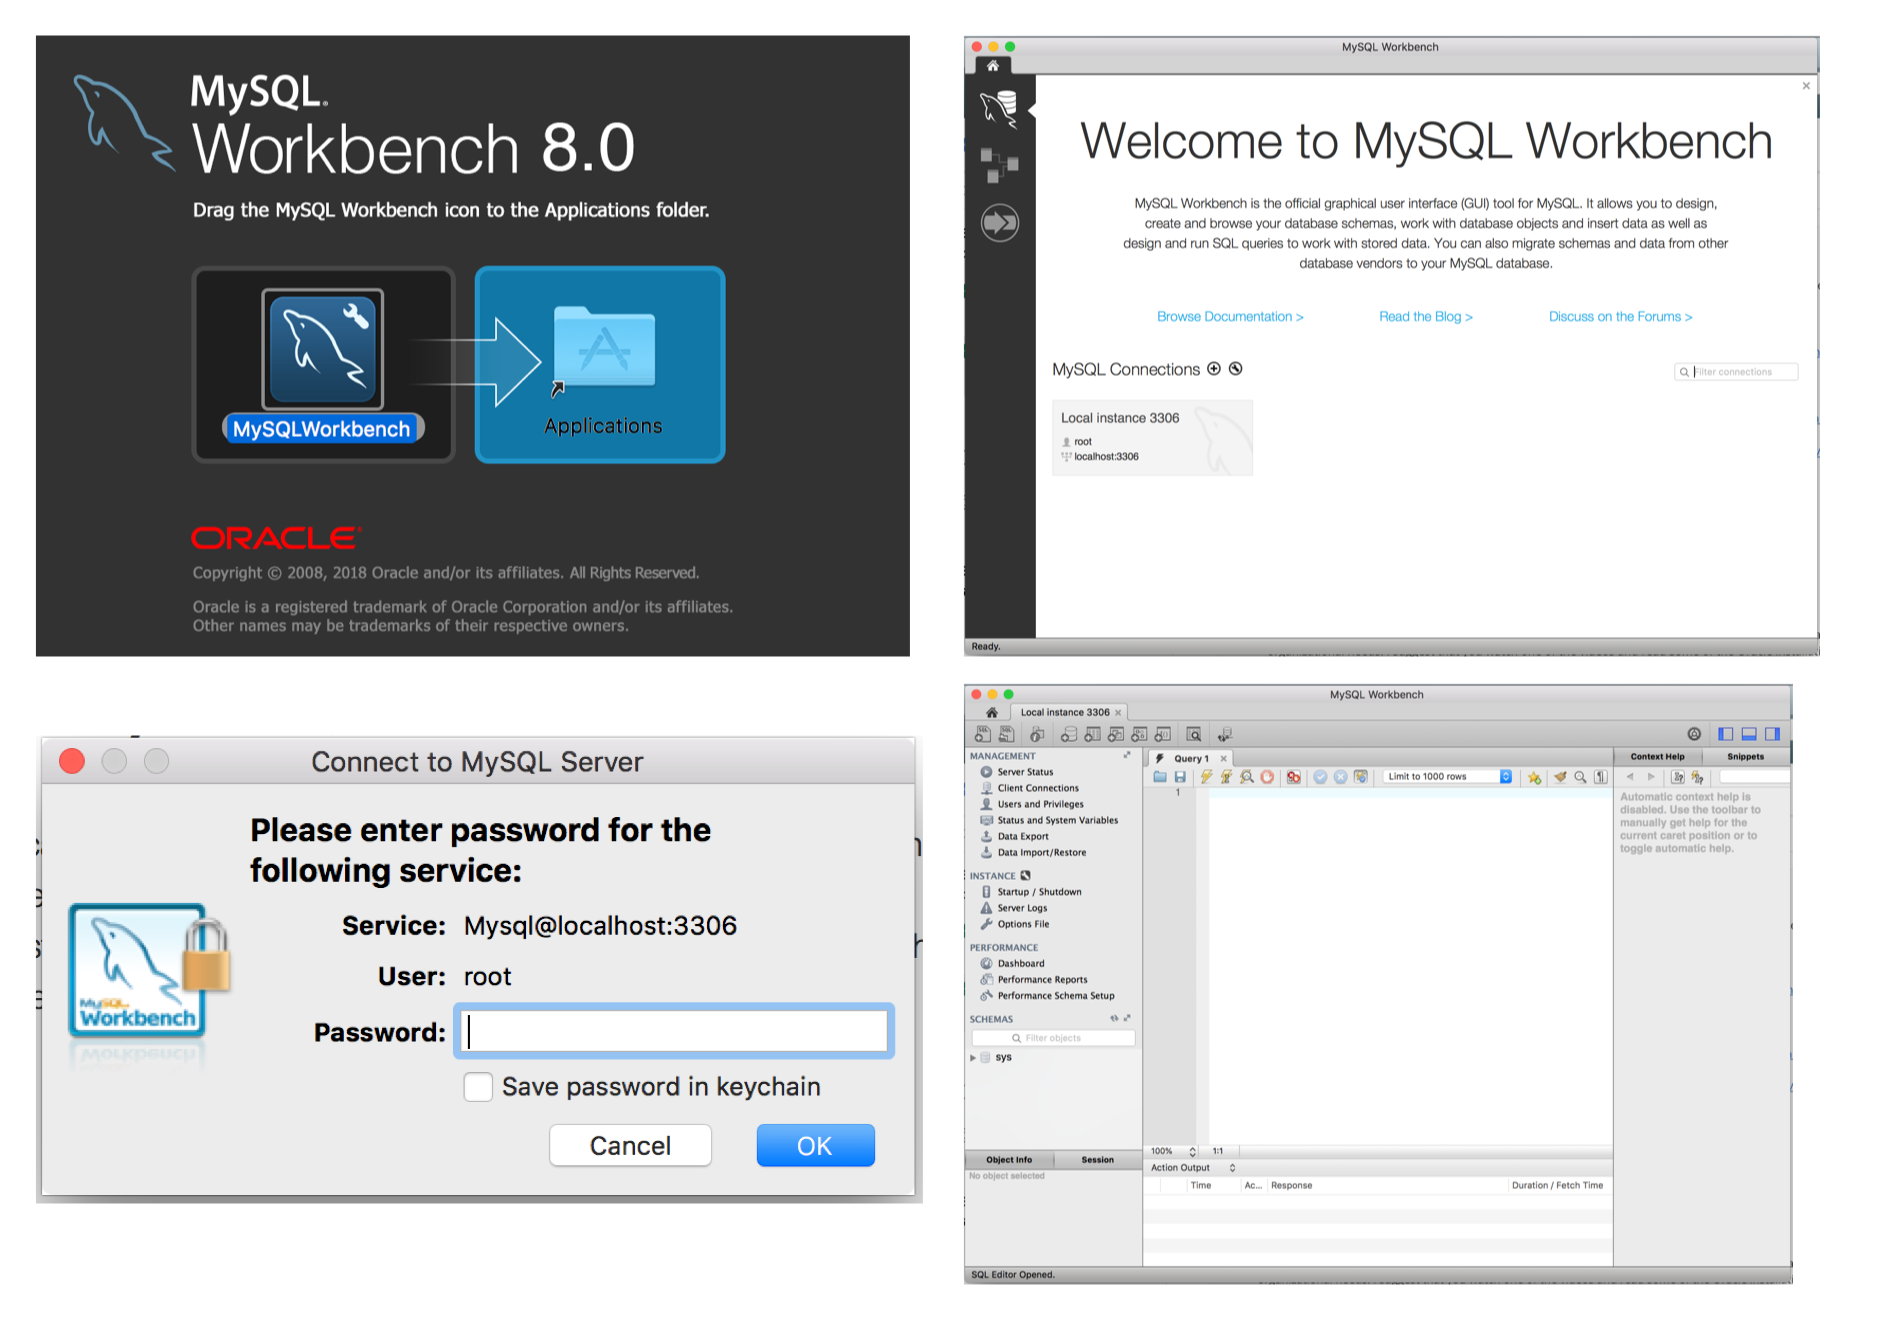 MySQL.
Workbench 8.0
Drag the MySQL Workbench icon to the Applications folder.
MySQLWorkbench
Applications
ORACLE
Copyright © 2008, 2018 Oracle and/or its affiliates. All Rights Reserved.
Oracle is a registered trademark of Oracle Corporation and/or its affiliates.
Other names may be trademarks of their respective owners.
MySQL Workbench
Welcome to MySQL Workbench
MySQL Workbench is the official graphical user interface (GUI) tool for MySQL. It allows you to design,
create and browse your database schemas, work with database objects and insert data as well as
design and run SQL queries to work with stored data. You can also migrate schemas and data from other
database vendors to your MySQL database.
Browse Documentation > Read the Blog > Discuss on the Forums >
MySQL Connections
Filter connections
Local instance 3306
root
localhost:3306
Ready.
Connect to MySQL Server
Please enter password for the
following service:
Service: Mysql@localhost:3306
User: root
Password:
Save password in keychain
Cancel OK
MySQL
Workbench
MySQL Workbench
Local instance 3306
MANAGEMENT
Server Status
Client Connections
Users and Privileges
Status and System Variables
Data Export
Data Import/Restore
INSTANCE
Startup / Shutdown
Server Logs
Options File
PERFORMANCE
Dashboard
Performance Reports
Performance Schema Setup
SCHEMAS
Filter objects
sys
Object Info Session
No object selected
Query 1
Limit to 1000 rows
1
100% 1:1
Action Output
Time Ac... Response Duration / Fetch Time
Context Help Snippets
Automatic context help is
disabled. Use the toolbar to
manually get help for the
current caret position or to
toggle automatic help.
SQL Editor Opened.